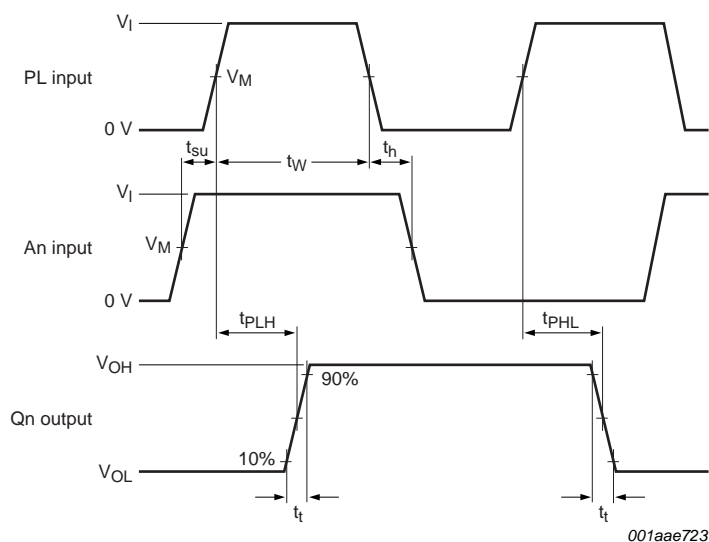 VI
PL input
VM
0 V
tsu
tW
th
VI
An input
VM
0 V
tPLH
tPHL
VOH
90%
Qn output
10%
VOL
tt
tt
001aae723